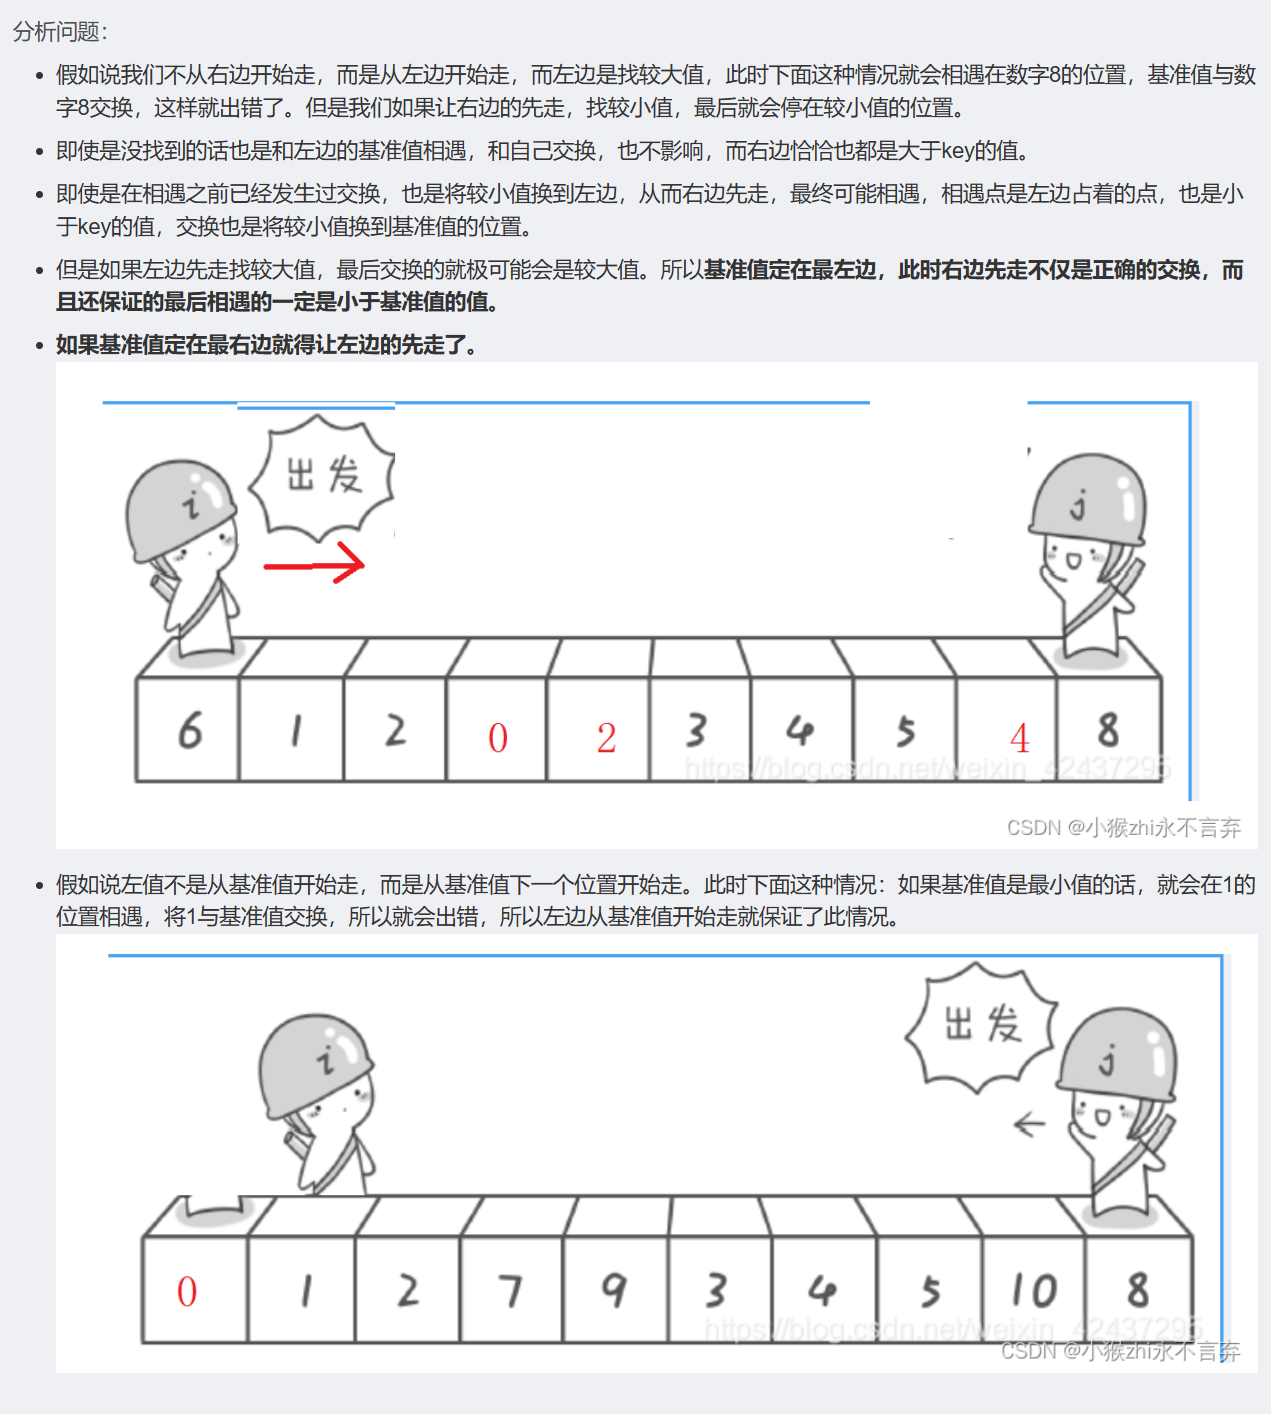 分析问题：
假如说我们不从右边开始走，而是从左边开始走，而左边是找较大值，此时下面这种情况就会相遇在数字8的位置，基准值与数
字8交换，这样就出错了。但是我们如果让右边的先走，找较小值，最后就会停在较小值的位置。
即使是没找到的话也是和左边的基准值相遇，和自己交换，也不影响，而右边恰恰也都是大于key的值。
即使是在相遇之前已经发生过交换，也是将较小值换到左边，从而右边先走，最终可能相遇，相遇点是左边占着的点，也是小
于key的值，交换也是将较小值换到基准值的位置。
但是如果左边先走找较大值，最后交换的就极可能会是较大值。所以基准值定在最左边，此时右边先走不仅是正确的交换，而
且还保证的最后相遇的一定是小于基准值的值。
如果基准值定在最右边就得让左边的先走了。
出发
i
j
6 1 2 0 2 3 4 5 4 8
https://blog.csdn.net/weixin_42437295
CSDN @小猴zhi永不言弃
假如说左值不是从基准值开始走，而是从基准值下一个位置开始走。此时下面这种情况：如果基准值是最小值的话，就会在1的
位置相遇，将1与基准值交换，所以就会出错，所以左边从基准值开始走就保证了此情况。
出发
i
j
0 1 2 7 9 3 4 5 10 8
https://blog.csdn.net/weixin_42437295
CSDN @小猴zhi永不言弃